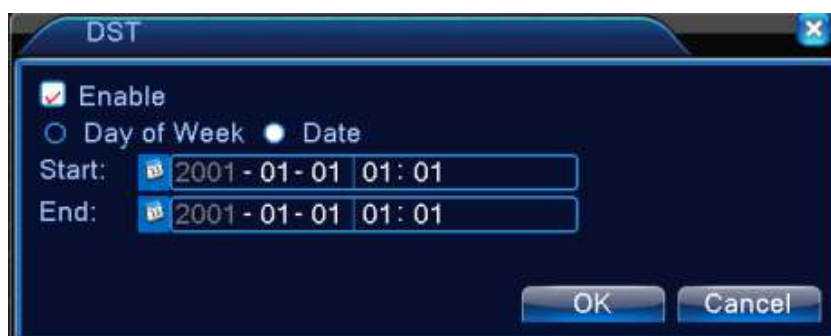 DST
Enable
Day of Week Date
Start: 2001-01-01 01:01
End: 2001-01-01 01:01
OK Cancel